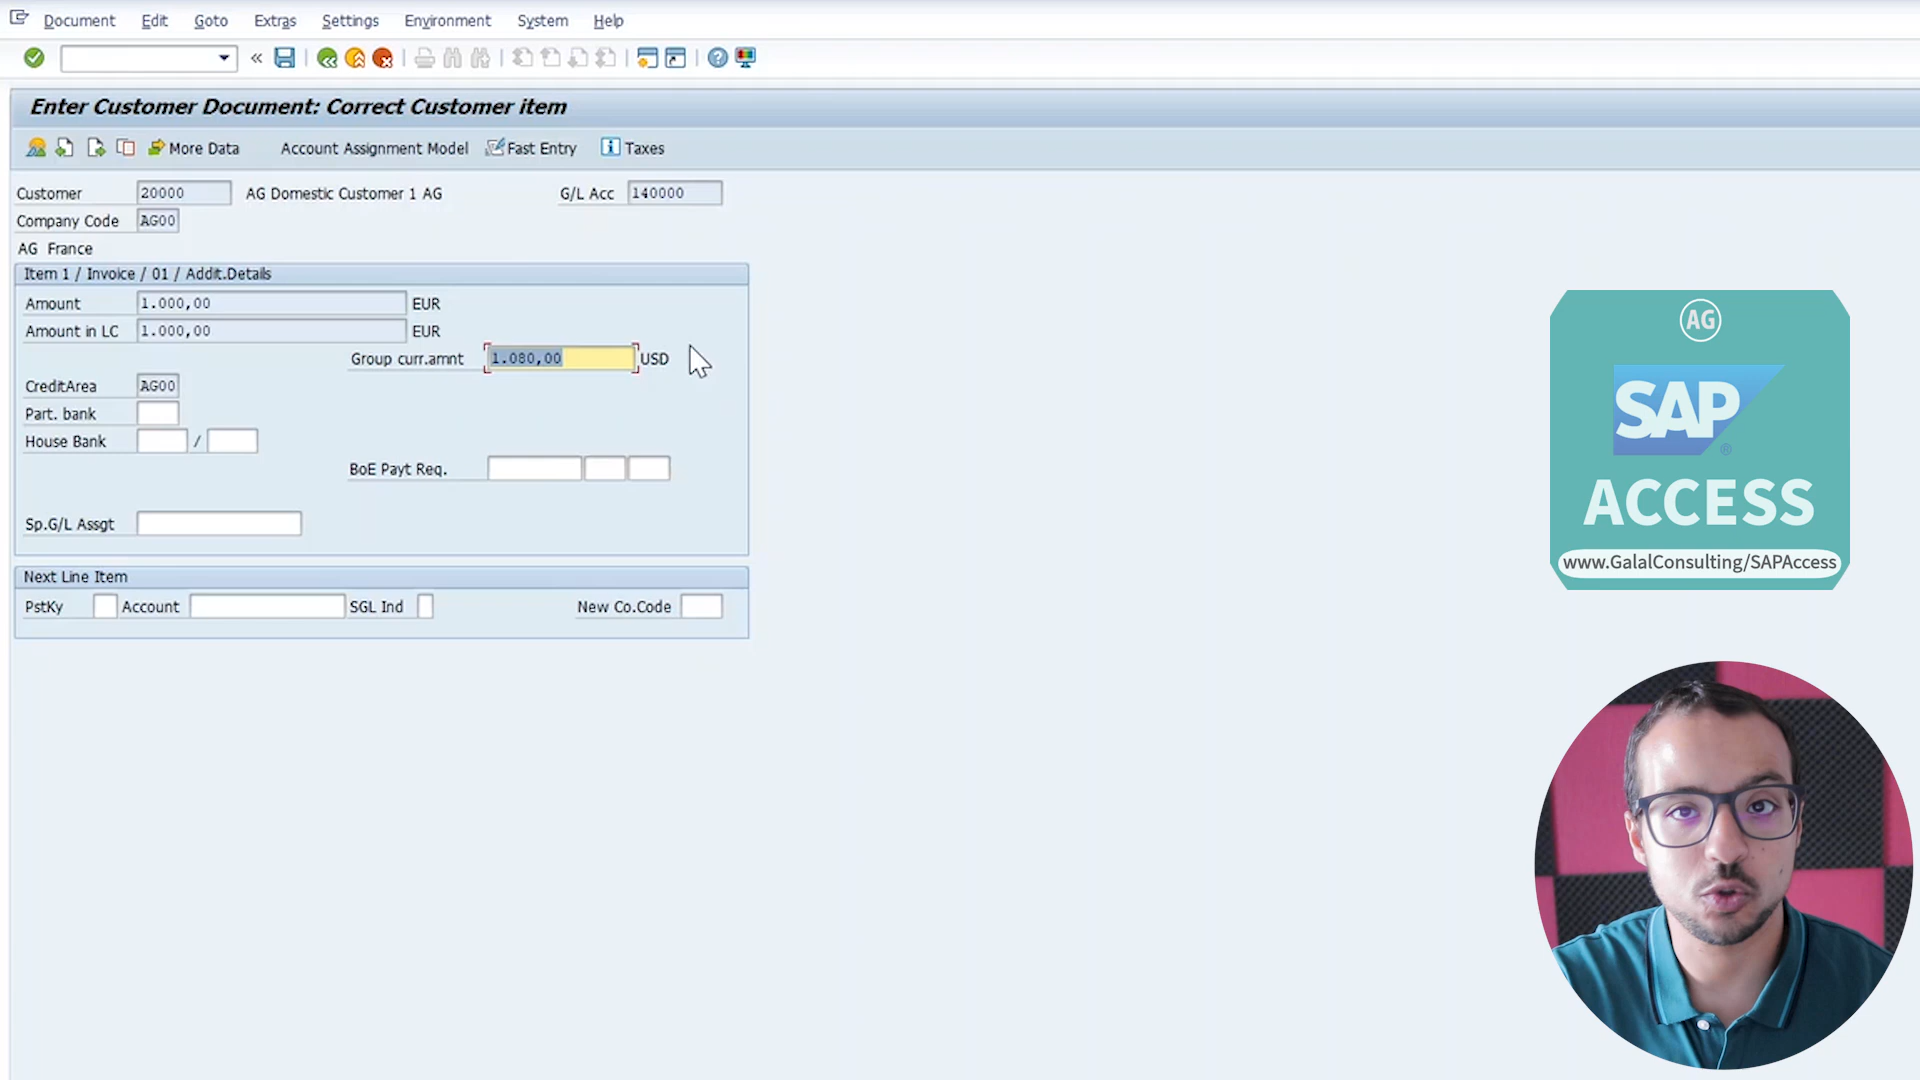 Document Edit Goto Extras Settings Environment System Help
Enter Customer Document: Correct Customer item
More Data Account Assignment Model Fast Entry Taxes
Customer 20000 AG Domestic Customer 1 AG G/L Acc 140000
Company Code AG00
AG France
Item 1 / Invoice / 01 / Addit.Details
Amount 1.000,00 EUR
Amount in LC 1.000,00 EUR
Group curr.amnt 1.080,00 USD
CreditArea AG00
Part. bank
House Bank /
BoE Payt Req.
Sp.G/L Assgt
Next Line Item
PstKy Account SGL Ind New Co.Code
AG
SAP®
ACCESS
www.GalalConsulting/SAPAccess